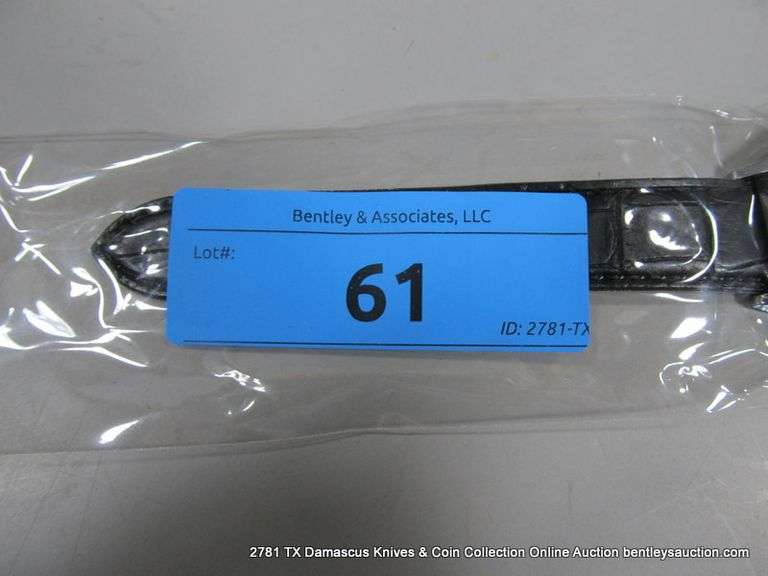 Bentley & Associates, LLC
Lot#:
61
ID: 2781-TX
2781 TX Damascus Knives & Coin Collection Online Auction bentleysauction.com